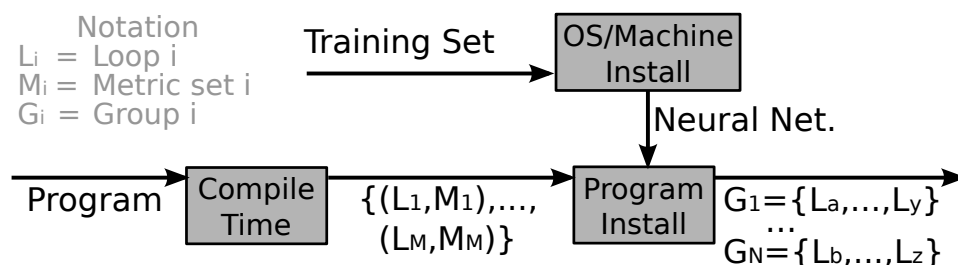 Notation
Li = Loop i
Mi = Metric set i
Gi = Group i
Training Set
OS/Machine
Install
Neural Net.
Program
Compile
Time
{(L1,M1),...,
(LM,MM)}
Program
Install
G1={La,...,Ly}
...
GN={Lb,...,Lz}